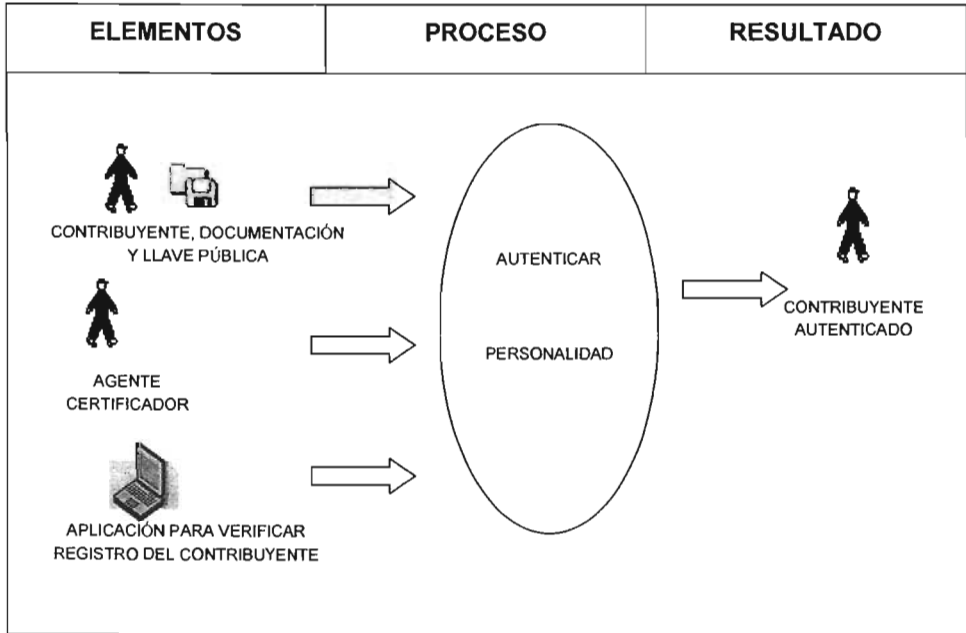 ELEMENTOS
PROCESO
RESULTADO
CONTRIBUYENTE, DOCUMENTACIÓN
Y LLAVE PÚBLICA
AGENTE
CERTIFICADOR
APLICACIÓN PARA VERIFICAR
REGISTRO DEL CONTRIBUYENTE
AUTENTICAR
PERSONALIDAD
CONTRIBUYENTE
AUTENTICADO